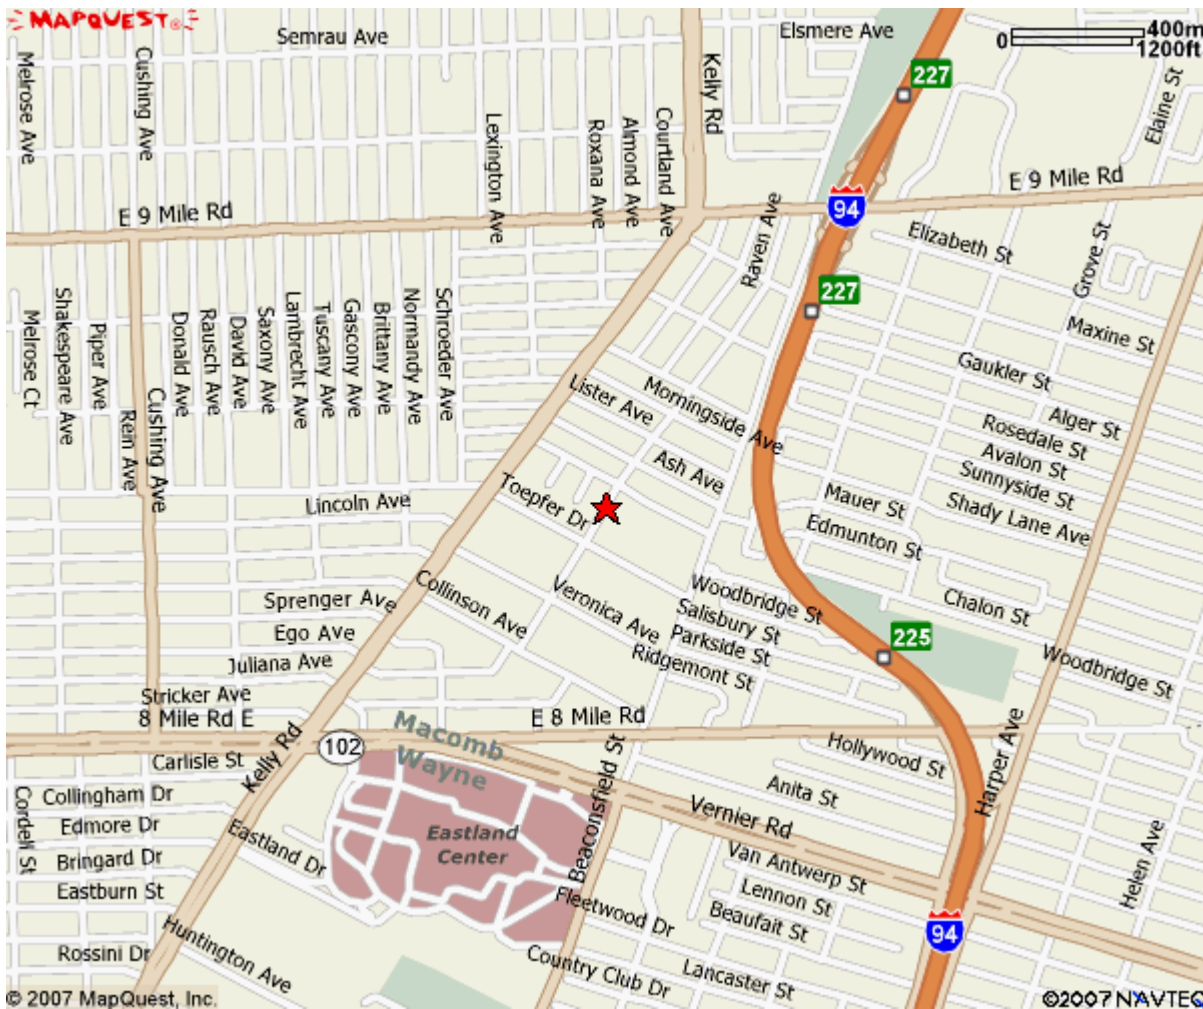 MAPQUEST®
Semrau Ave
Elsmere Ave
0
400m
1200ft
Melrose Ave
Cushing Ave
Lexington Ave
Roxana Ave
Almond Ave
Courtland Ave
Kelly Rd
227
Elaine St
E 9 Mile Rd
E 9 Mile Rd
94
Raven Ave
Elizabeth St
Grove St
227
Maxine St
Melrose Ct
Shakespeare Ave
Piper Ave
Rein Ave
Cushing Ave
Donald Ave
Rausch Ave
David Ave
Saxony Ave
Lambrecht Ave
Tuscany Ave
Gascony Ave
Brittany Ave
Normandy Ave
Schroeder Ave
Lister Ave
Morningside Ave
Gaukler St
Alger St
Rosedale St
Avalon St
Sunnyside St
Shady Lane Ave
Ash Ave
Lincoln Ave
Toepfer Dr
Mauer St
Edmunton St
Collinson Ave
Veronica Ave
Woodbridge St
Salisbury St
Parkside St
Ridgemont St
Chalon St
Woodbridge St
225
Sprenger Ave
Ego Ave
Juliana Ave
Stricker Ave
8 Mile Rd E
E 8 Mile Rd
102
Macomb
Wayne
Kelly Rd
Carlisle St
Collingham Dr
Edmore Dr
Bringard Dr
Eastburn St
Rossini Dr
Cordell St
Eastland Dr
Huntington Ave
Eastland
Center
Beaconsfield St
Hollywood St
Anita St
Vernier Rd
Van Antwerp St
Lennon St
Beaufait St
Fleetwood Dr
Country Club Dr
Lancaster St
Harper Ave
Helen Ave
94
© 2007 MapQuest, Inc.
©2007 NAVTEQ